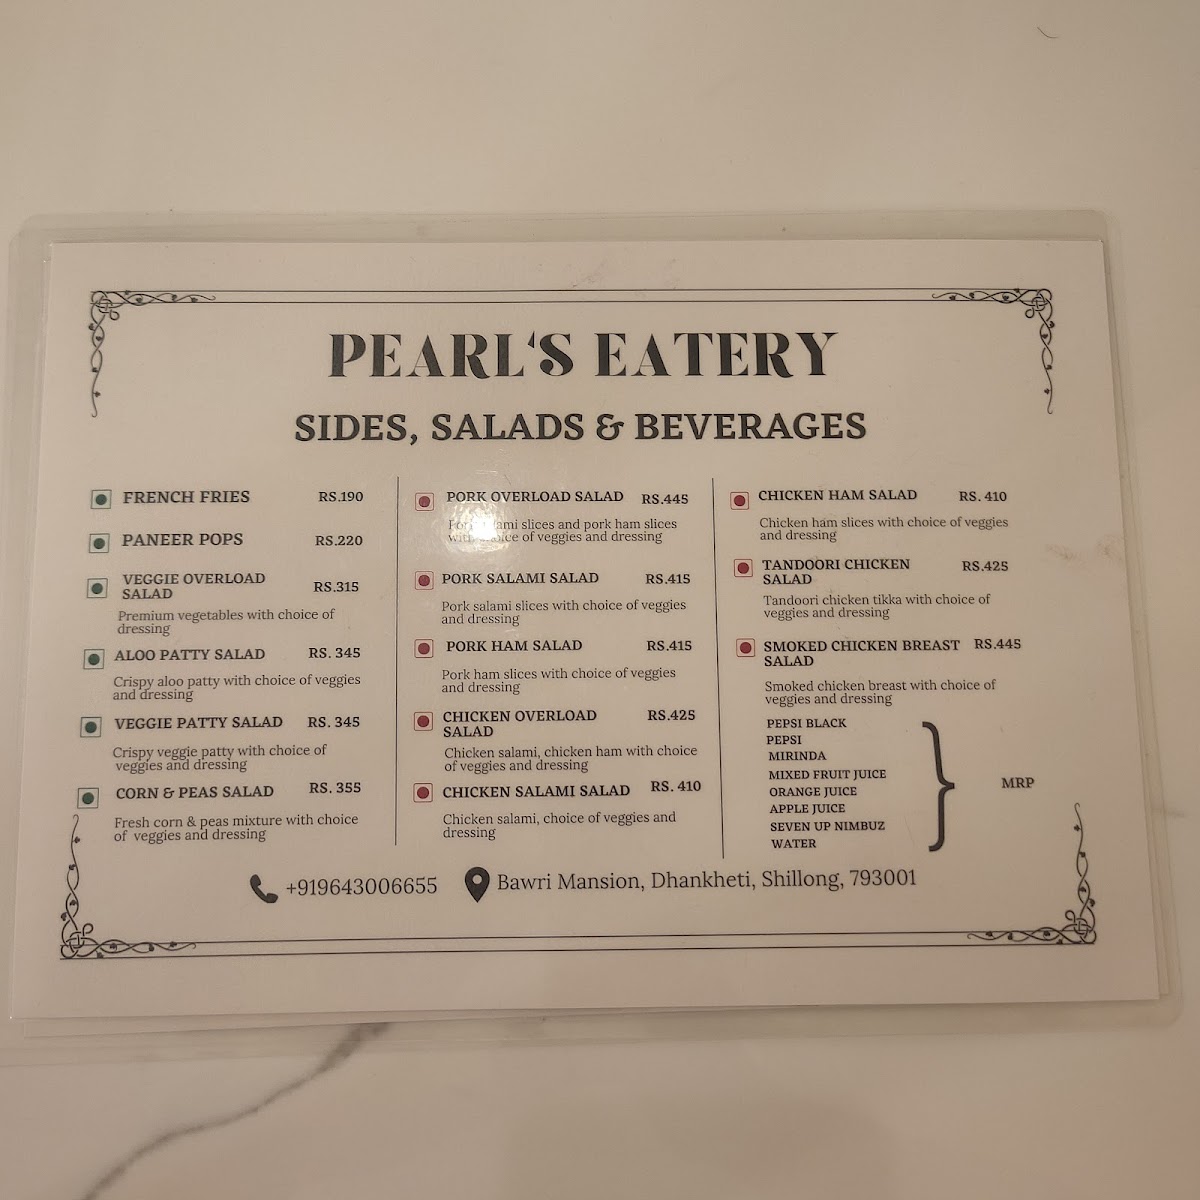 PEARL'S EATERY
SIDES, SALADS & BEVERAGES
FRENCH FRIES RS.190
PANEER POPS RS.220
VEGGIE OVERLOAD
SALAD RS.315
Premium vegetables with choice of
dressing
ALOO PATTY SALAD RS. 345
Crispy aloo patty with choice of veggies
and dressing
VEGGIE PATTY SALAD RS. 345
Crispy veggie patty with choice of
veggies and dressing
CORN & PEAS SALAD RS. 355
Fresh corn & peas mixture with choice
of veggies and dressing
PORK OVERLOAD SALAD RS.445
Pork salami slices and pork ham slices
with choice of veggies and dressing
PORK SALAMI SALAD RS.415
Pork salami slices with choice of veggies
and dressing
PORK HAM SALAD RS.415
Pork ham slices with choice of veggies
and dressing
CHICKEN OVERLOAD RS.425
SALAD
Chicken salami, chicken ham with choice
of veggies and dressing
CHICKEN SALAMI SALAD RS. 410
Chicken salami, choice of veggies and
dressing
CHICKEN HAM SALAD RS. 410
Chicken ham slices with choice of veggies
and dressing
TANDOORI CHICKEN RS.425
SALAD
Tandoori chicken tikka with choice of
veggies and dressing
SMOKED CHICKEN BREAST RS.445
SALAD
Smoked chicken breast with choice of
veggies and dressing
PEPSI BLACK
PEPSI
MIRINDA
MIXED FRUIT JUICE
ORANGE JUICE
APPLE JUICE
SEVEN UP NIMBUZ
WATER
MRP
+919643006655 Bawri Mansion, Dhankheti, Shillong, 793001